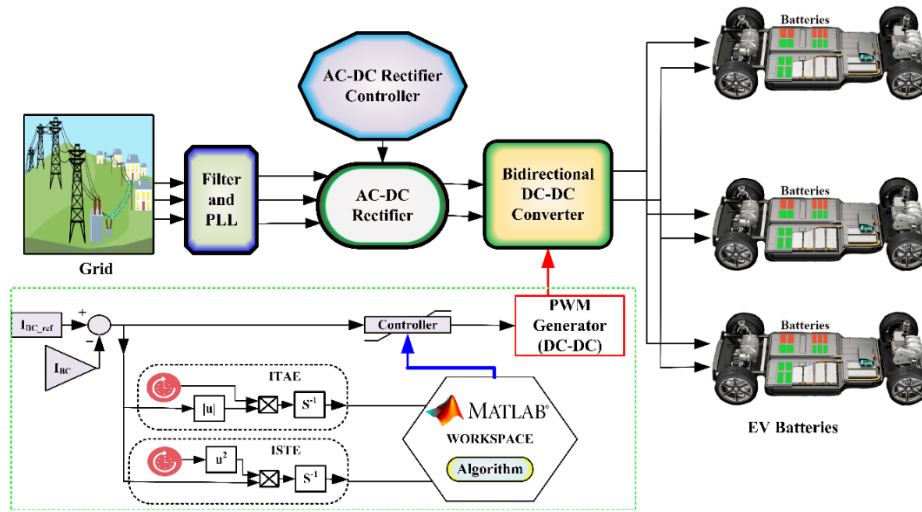 Batteries
AC-DC Rectifier
Controller
Filter
and
PLL
AC-DC
Rectifier
Bidirectional
DC-DC
Converter
Batteries
Grid
I_BC_ref
+
−
I_BC
Controller
PWM
Generator
(DC-DC)
Batteries
ITAE
|u|
S⁻¹
MATLAB®
WORKSPACE
Algorithm
ISTE
u²
S⁻¹
EV Batteries